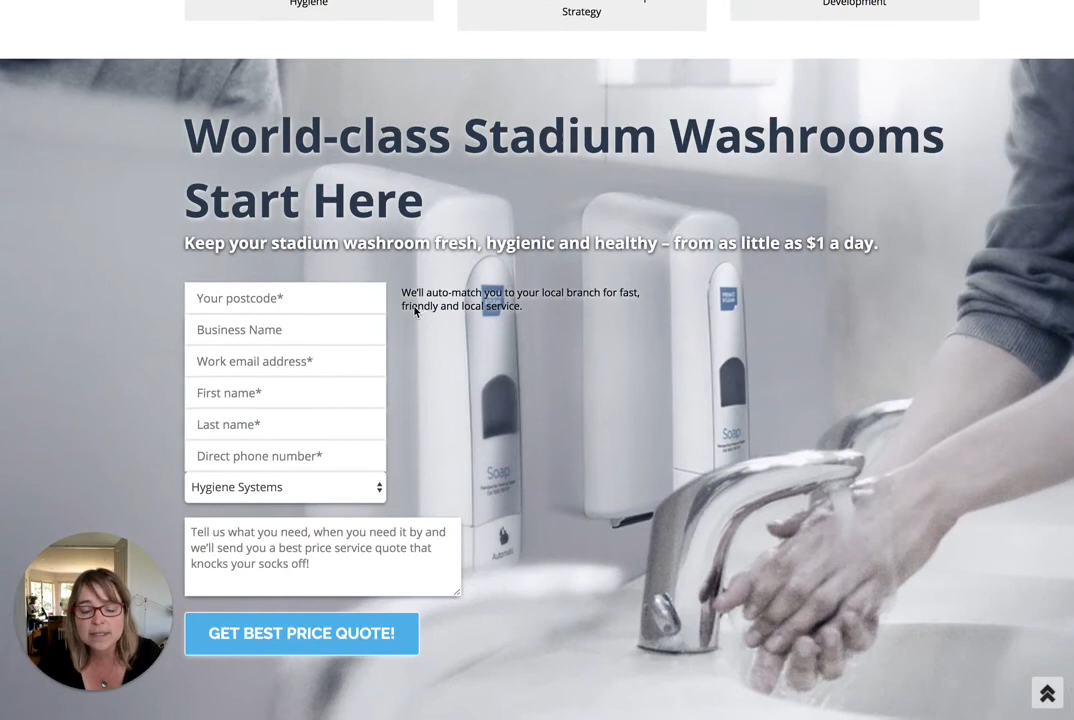 Hygiene
Strategy
Development
World-class Stadium Washrooms
Start Here
Keep your stadium washroom fresh, hygienic and healthy – from as little as $1 a day.
Your postcode*
We'll auto-match you to your local branch for fast,
friendly and local service.
Business Name
Work email address*
First name*
Last name*
Direct phone number*
Hygiene Systems
Tell us what you need, when you need it by and
we'll send you a best price service quote that
knocks your socks off!
GET BEST PRICE QUOTE!
Soap
Automatic
Soap